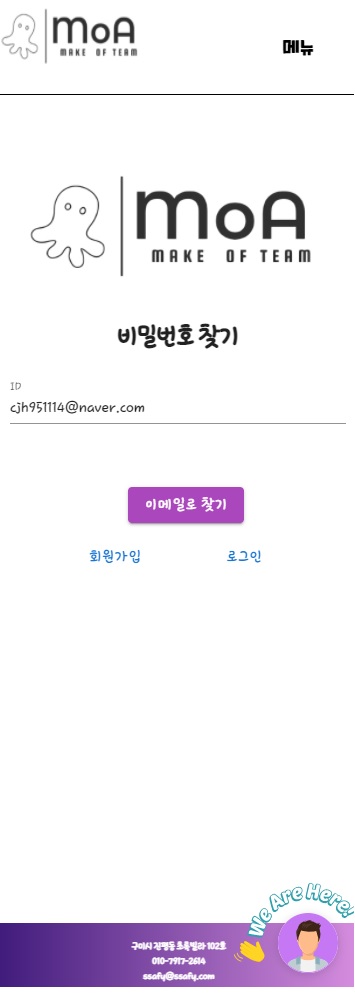 MoA
MAKE OF TEAM
메뉴
MoA
MAKE OF TEAM
비밀번호 찾기
ID
cjh951114@naver.com
이메일로 찾기
회원가입
로그인
We Are Here!
구미시 진평동 초록빌라 102호
010-7917-2614
ssafy@ssafy.com